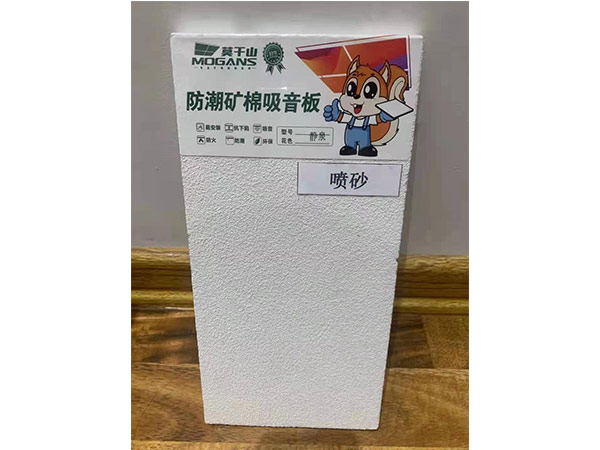 莫干山
MOGANS
防潮矿棉吸音板
易安装 抗下陷 吸音
防火 防潮 环保
型号 静泉
花色
喷砂